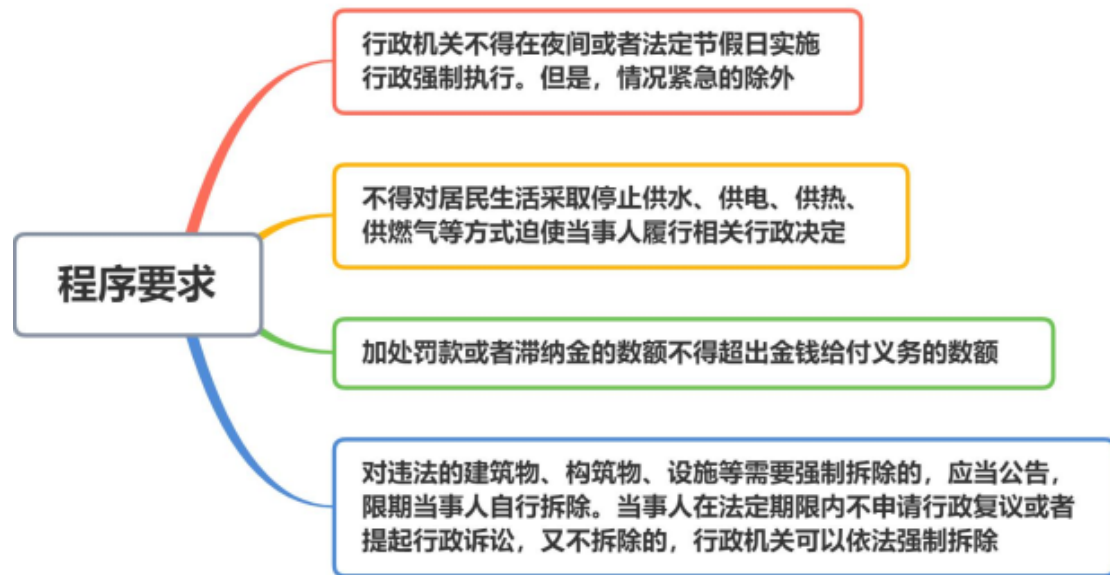 行政机关不得在夜间或者法定节假日实施
行政强制执行。但是，情况紧急的除外
不得对居民生活采取停止供水、供电、供热、
供燃气等方式迫使当事人履行相关行政决定
程序要求
加处罚款或者滞纳金的数额不得超出金钱给付义务的数额
对违法的建筑物、构筑物、设施等需要强制拆除的，应当公告，
限期当事人自行拆除。当事人在法定期限内不申请行政复议或者
提起行政诉讼，又不拆除的，行政机关可以依法强制拆除